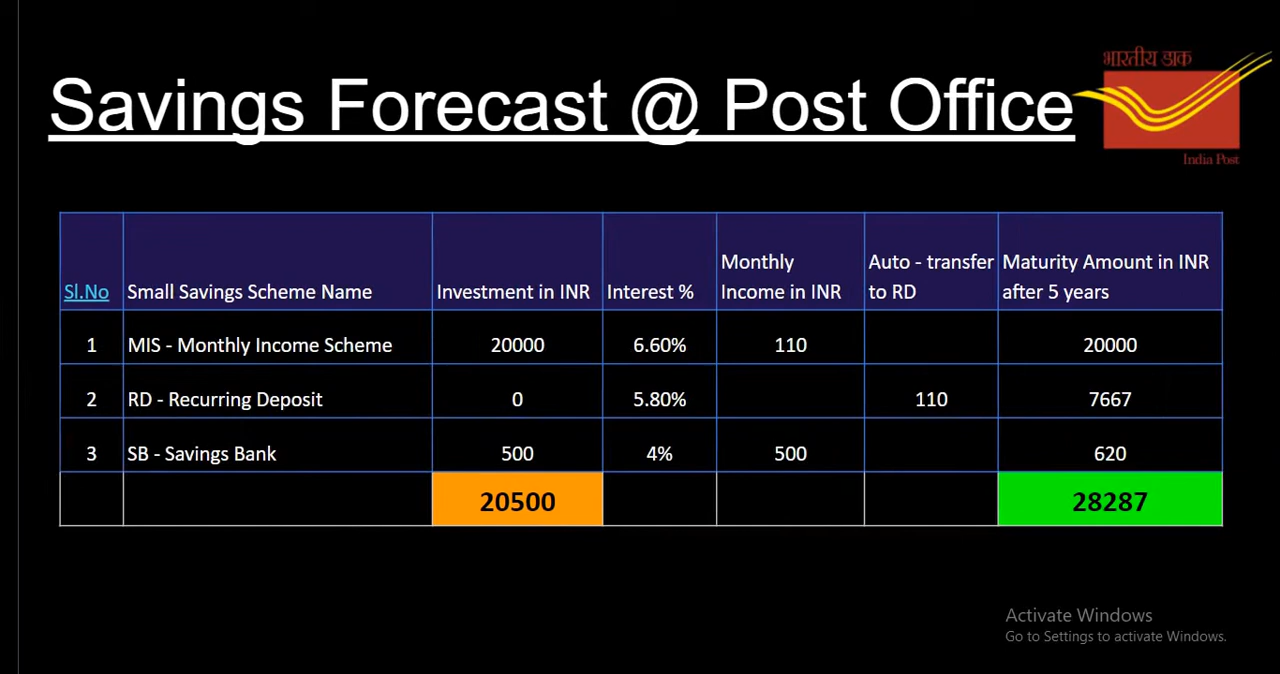 भारतीय डाक
Savings Forecast @ Post Office
India Post
Sl.No Small Savings Scheme Name Investment in INR Interest % Monthly Income in INR Auto - transfer to RD Maturity Amount in INR after 5 years
1 MIS - Monthly Income Scheme 20000 6.60% 110 20000
2 RD - Recurring Deposit 0 5.80% 110 7667
3 SB - Savings Bank 500 4% 500 620
20500 28287
Activate Windows
Go to Settings to activate Windows.